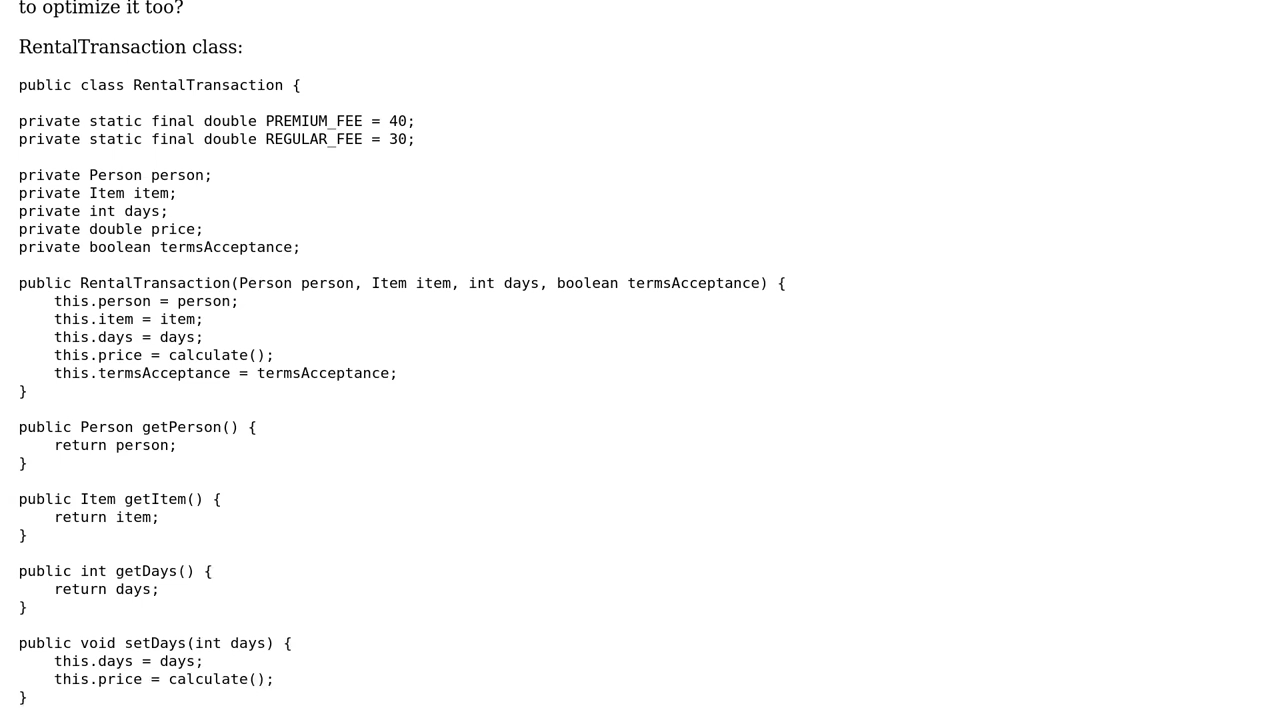 to optimize it too?
RentalTransaction class:
public class RentalTransaction {
private static final double PREMIUM_FEE = 40;
private static final double REGULAR_FEE = 30;
private Person person;
private Item item;
private int days;
private double price;
private boolean termsAcceptance;
public RentalTransaction(Person person, Item item, int days, boolean termsAcceptance) {
    this.person = person;
    this.item = item;
    this.days = days;
    this.price = calculate();
    this.termsAcceptance = termsAcceptance;
}
public Person getPerson() {
    return person;
}
public Item getItem() {
    return item;
}
public int getDays() {
    return days;
}
public void setDays(int days) {
    this.days = days;
    this.price = calculate();
}